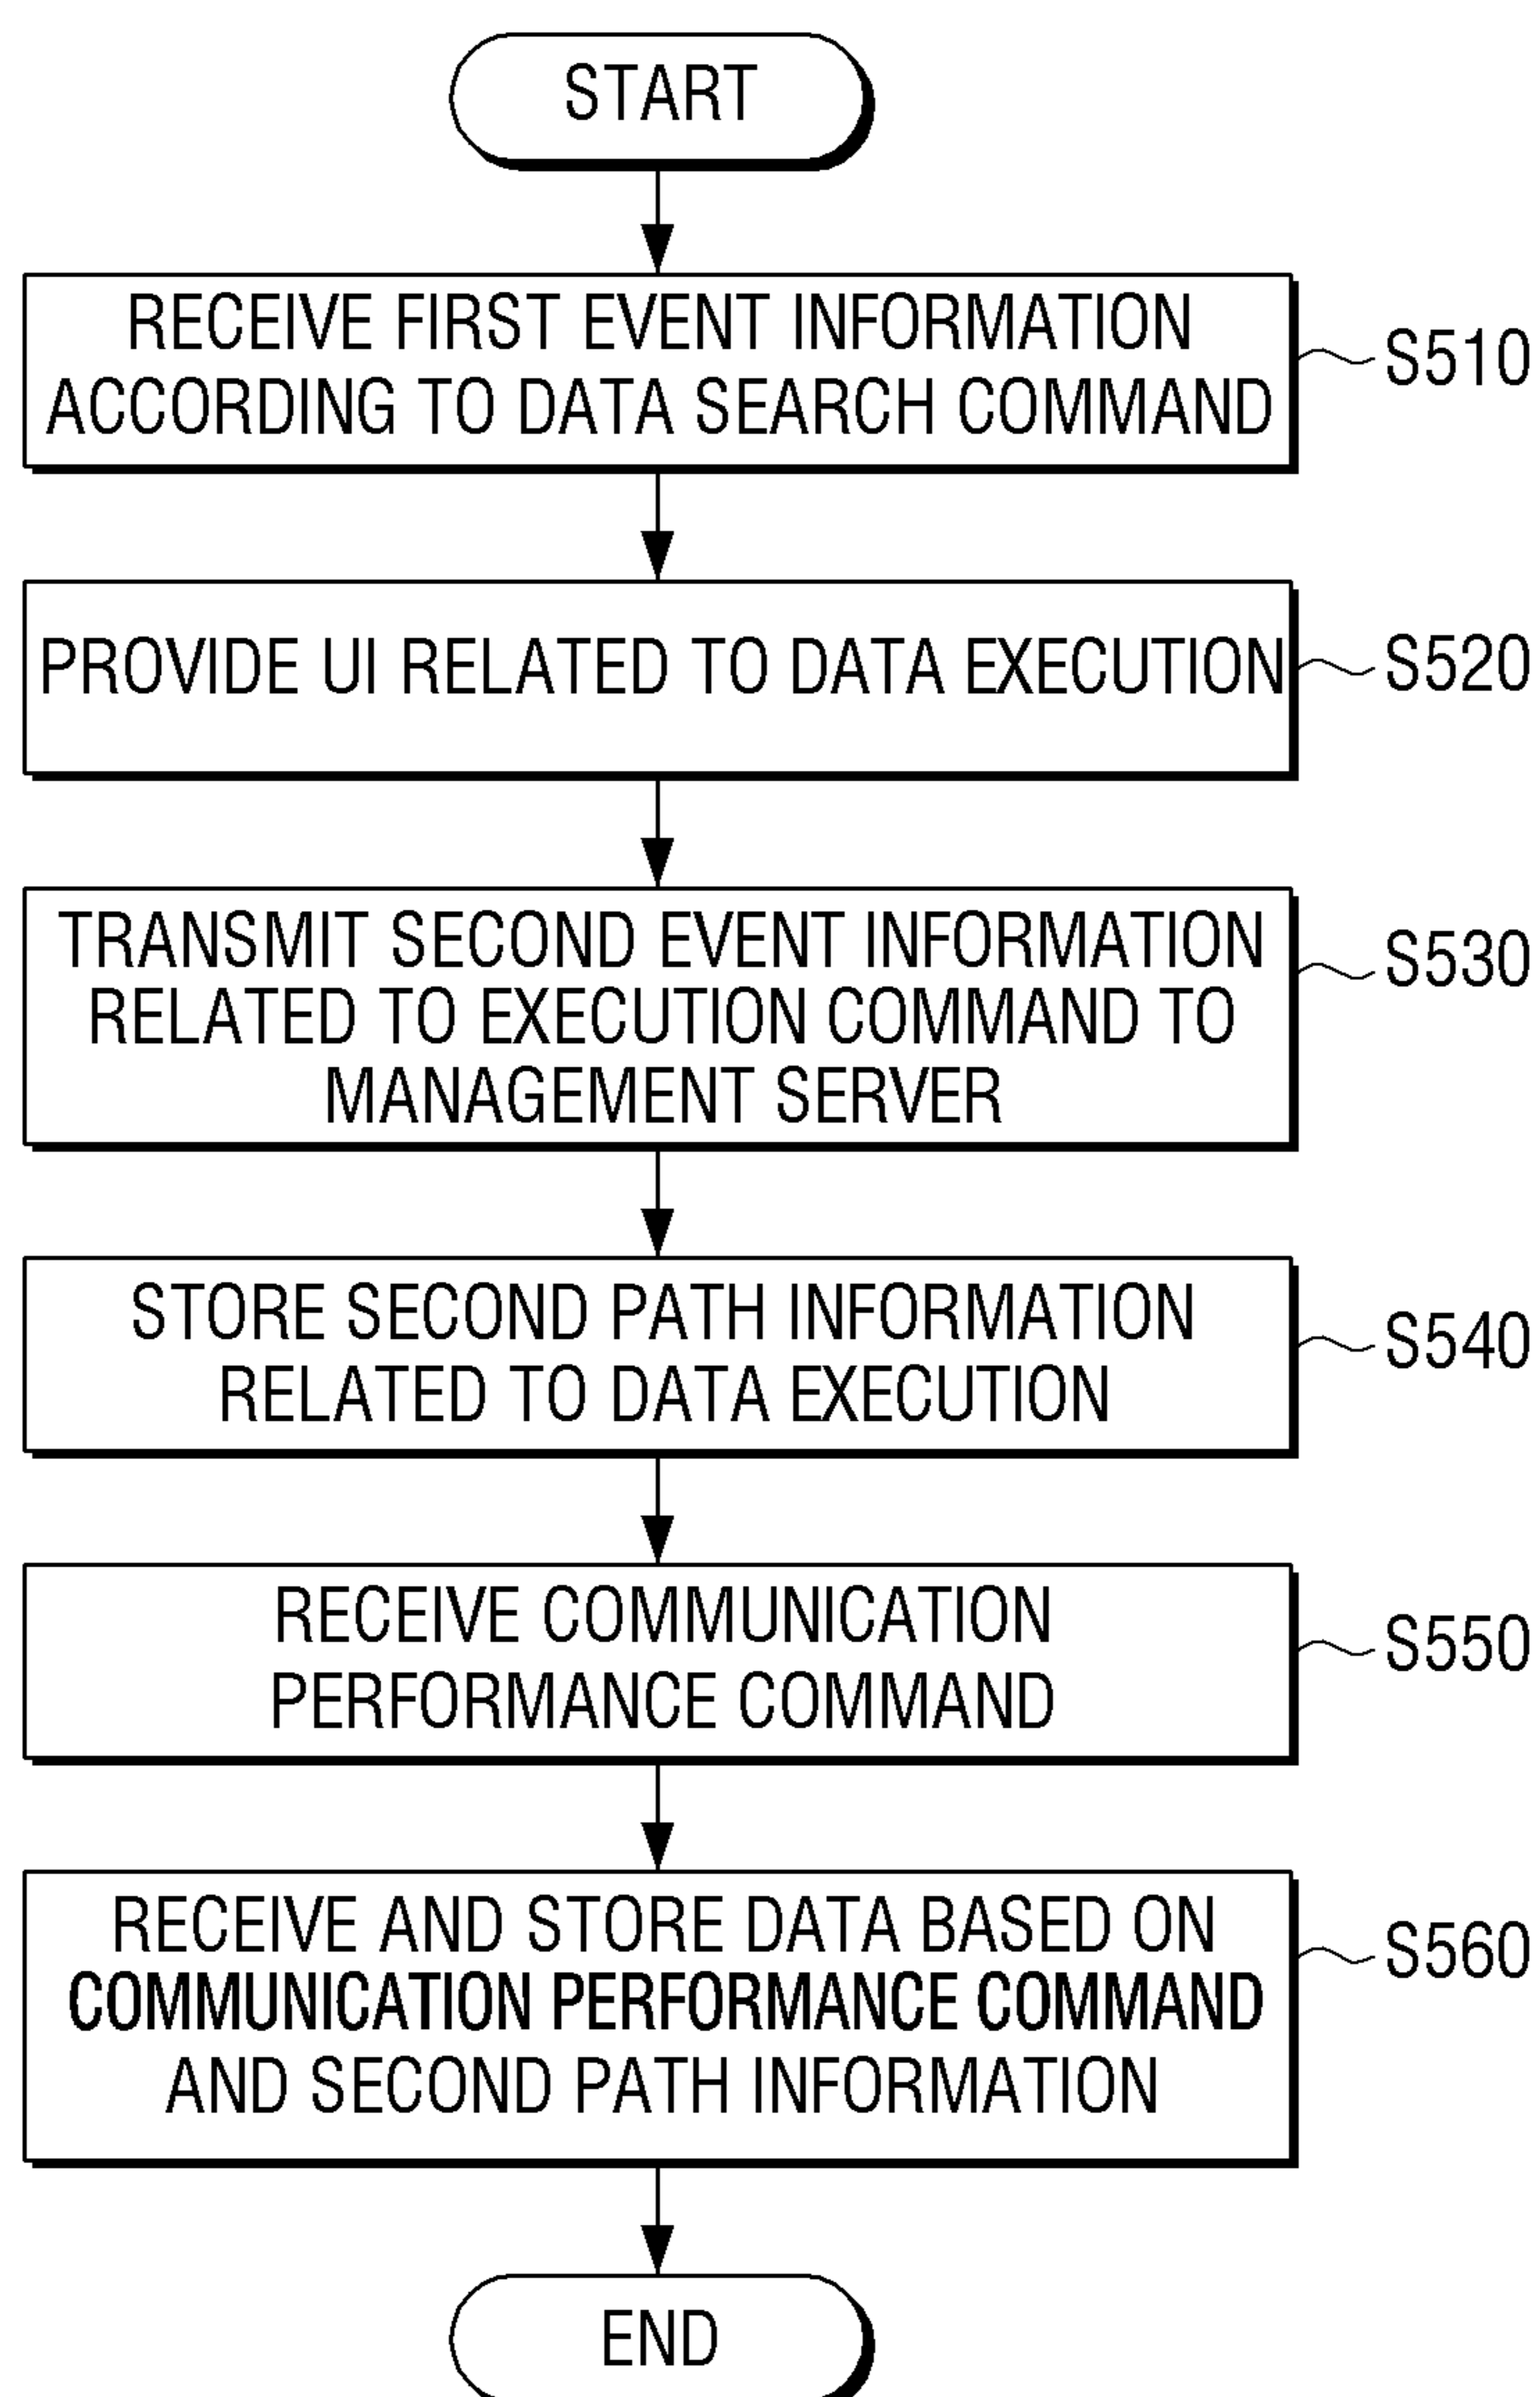 START
RECEIVE FIRST EVENT INFORMATION
ACCORDING TO DATA SEARCH COMMAND
S510
PROVIDE UI RELATED TO DATA EXECUTION
S520
TRANSMIT SECOND EVENT INFORMATION
RELATED TO EXECUTION COMMAND TO
MANAGEMENT SERVER
S530
STORE SECOND PATH INFORMATION
RELATED TO DATA EXECUTION
S540
RECEIVE COMMUNICATION
PERFORMANCE COMMAND
S550
RECEIVE AND STORE DATA BASED ON
COMMUNICATION PERFORMANCE COMMAND
AND SECOND PATH INFORMATION
S560
END